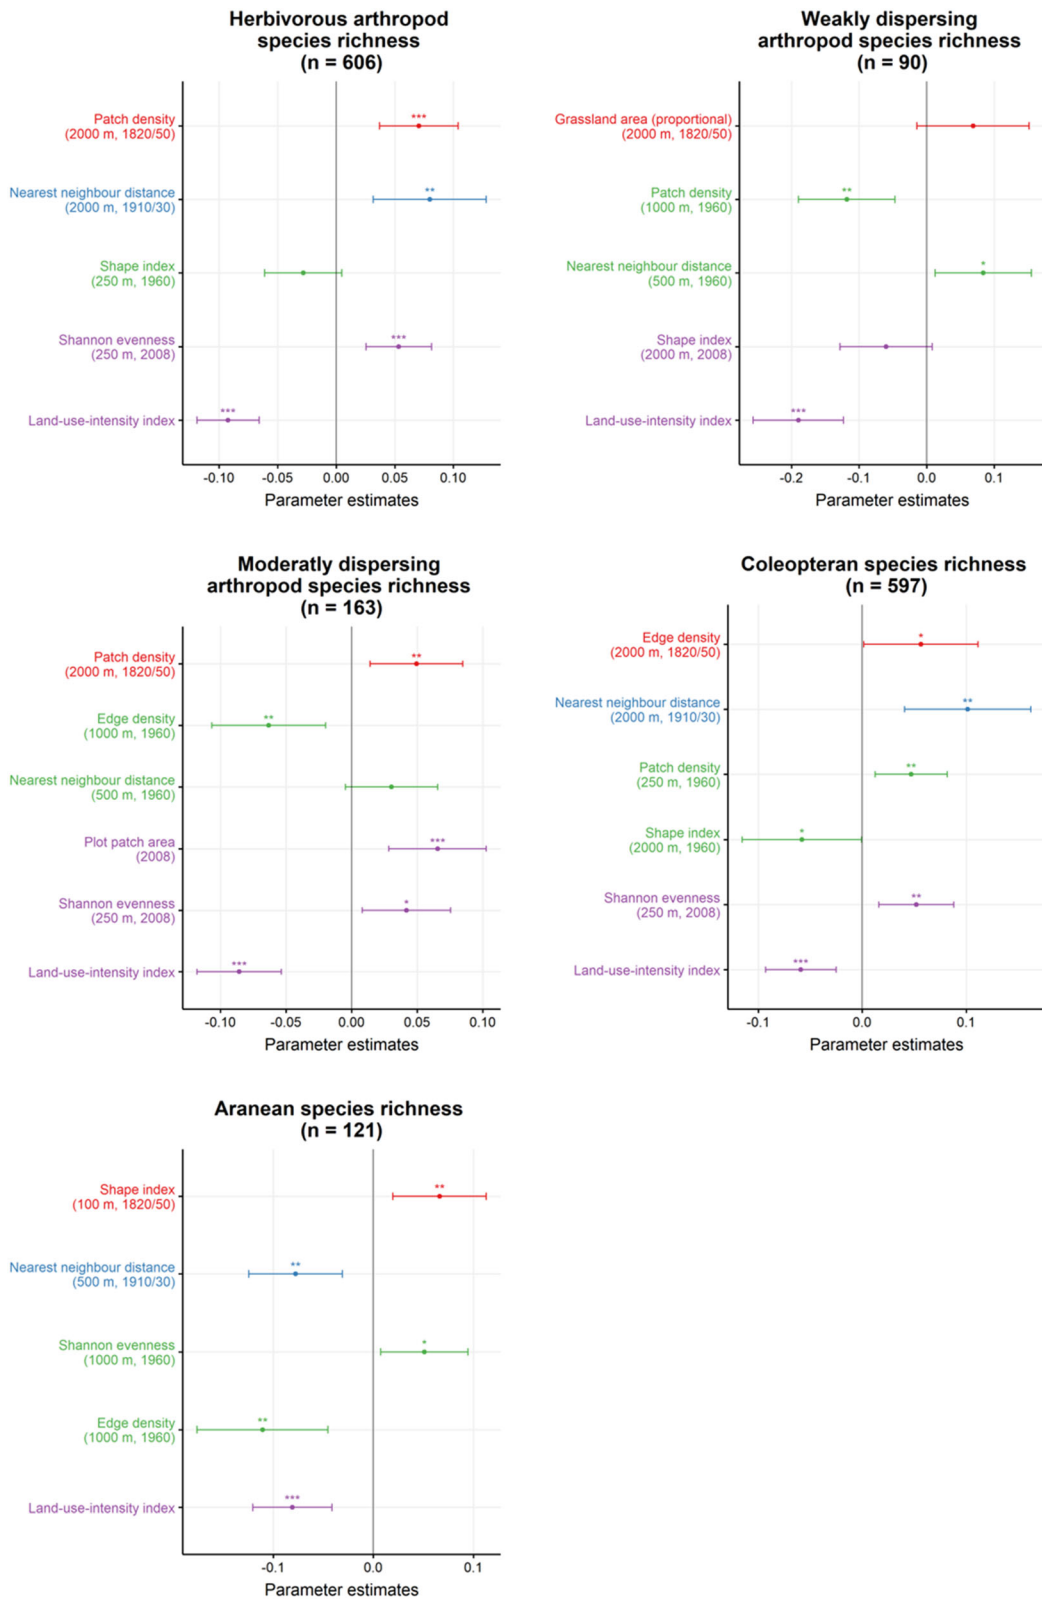 Herbivorous arthropod
species richness
(n = 606)
Patch density
(2000 m, 1820/50)
***
Nearest neighbour distance
(2000 m, 1910/30)
**
Shape index
(250 m, 1960)
Shannon evenness
(250 m, 2008)
***
Land-use-intensity index
***
-0.10 -0.05 0.00 0.05 0.10
Parameter estimates
Weakly dispersing
arthropod species richness
(n = 90)
Grassland area (proportional)
(2000 m, 1820/50)
Patch density
(1000 m, 1960)
**
Nearest neighbour distance
(500 m, 1960)
*
Shape index
(2000 m, 2008)
Land-use-intensity index
***
-0.2 -0.1 0.0 0.1
Parameter estimates
Moderatly dispersing
arthropod species richness
(n = 163)
Patch density
(2000 m, 1820/50)
**
Edge density
(1000 m, 1960)
**
Nearest neighbour distance
(500 m, 1960)
Plot patch area
(2008)
***
Shannon evenness
(250 m, 2008)
*
Land-use-intensity index
***
-0.10 -0.05 0.00 0.05 0.10
Parameter estimates
Coleopteran species richness
(n = 597)
Edge density
(2000 m, 1820/50)
*
Nearest neighbour distance
(2000 m, 1910/30)
**
Patch density
(250 m, 1960)
**
Shape index
(2000 m, 1960)
*
Shannon evenness
(250 m, 2008)
**
Land-use-intensity index
***
-0.1 0.0 0.1
Parameter estimates
Aranean species richness
(n = 121)
Shape index
(100 m, 1820/50)
**
Nearest neighbour distance
(500 m, 1910/30)
**
Shannon evenness
(1000 m, 1960)
*
Edge density
(1000 m, 1960)
**
Land-use-intensity index
***
-0.1 0.0 0.1
Parameter estimates